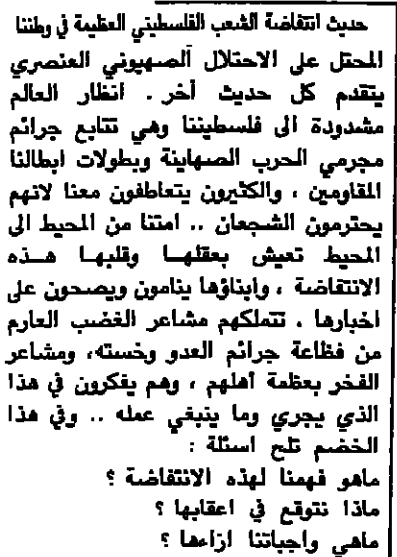 حديث انتفاضة الشعب الفلسطيني العظيمة في وطننا
المحتل على الاحتلال الصهيوني العنصري
يتقدم كل حديث آخر . انظار العالم
مشدودة الى فلسطيننا وهي تتابع جرائم
مجرمي الحرب الصهاينة وبطولات ابطالنا
المقاومين ، والكثيرون يتعاطفون معنا لانهم
يحترمون الشجعان .. امتنا من المحيط الى
المحيط تعيش بعقلها وقلبها هذه
الانتفاضة ، وابناؤها ينامون ويصحون على
اخبارها . تتملكهم مشاعر الغضب العارم
من فظاعة جرائم العدو وخسته، ومشاعر
الفخر بعظمة اهلهم ، وهم يفكرون في هذا
الذي يجري وما ينبغي عمله .. وفي هذا
الخضم تلح اسئلة :
ماهو فهمنا لهذه الانتفاضة ؟
ماذا نتوقع في اعقابها ؟
ماهي واجباتنا ازاءها ؟